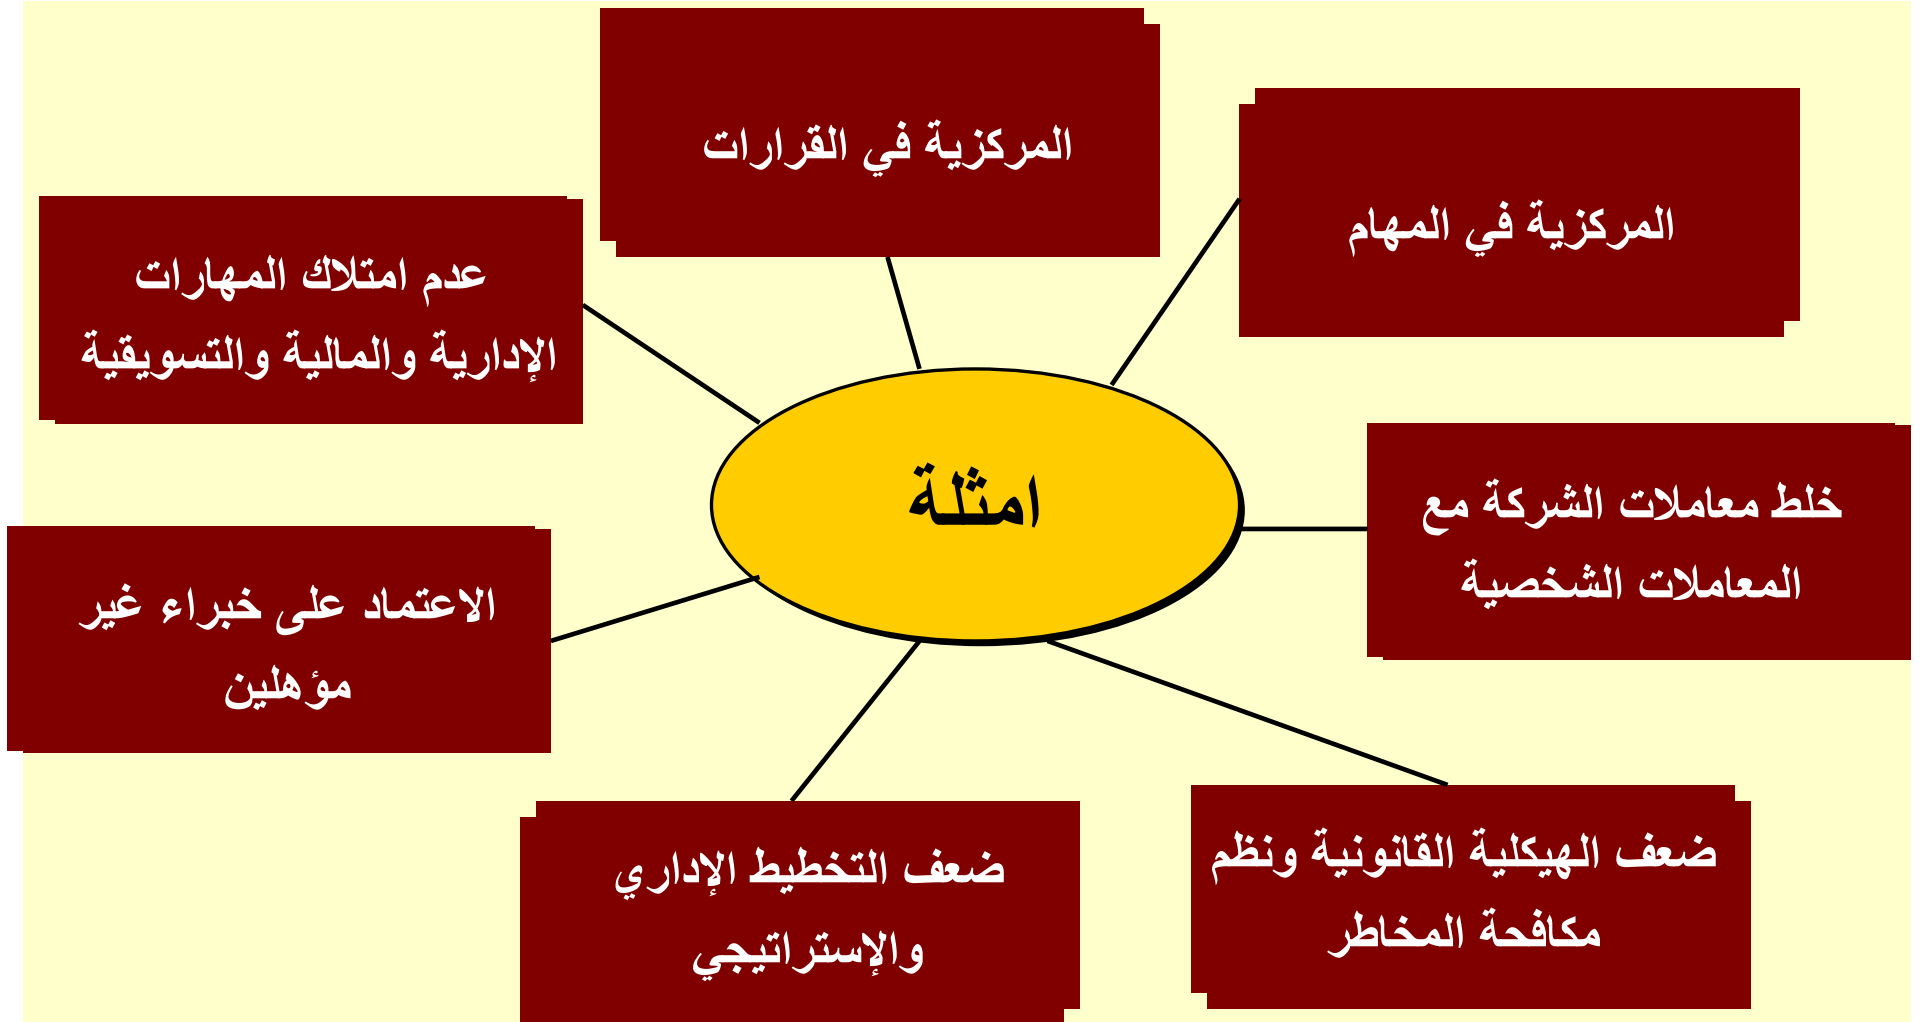 المركزية في القرارات
المركزية في المهام
عدم امتلاك المهارات
الإدارية والمالية والتسويقية
امثلة
خلط معاملات الشركة مع
المعاملات الشخصية
الاعتماد على خبراء غير
مؤهلين
ضعف الهيكلية القانونية ونظم
مكافحة المخاطر
ضعف التخطيط الإداري
والإستراتيجي